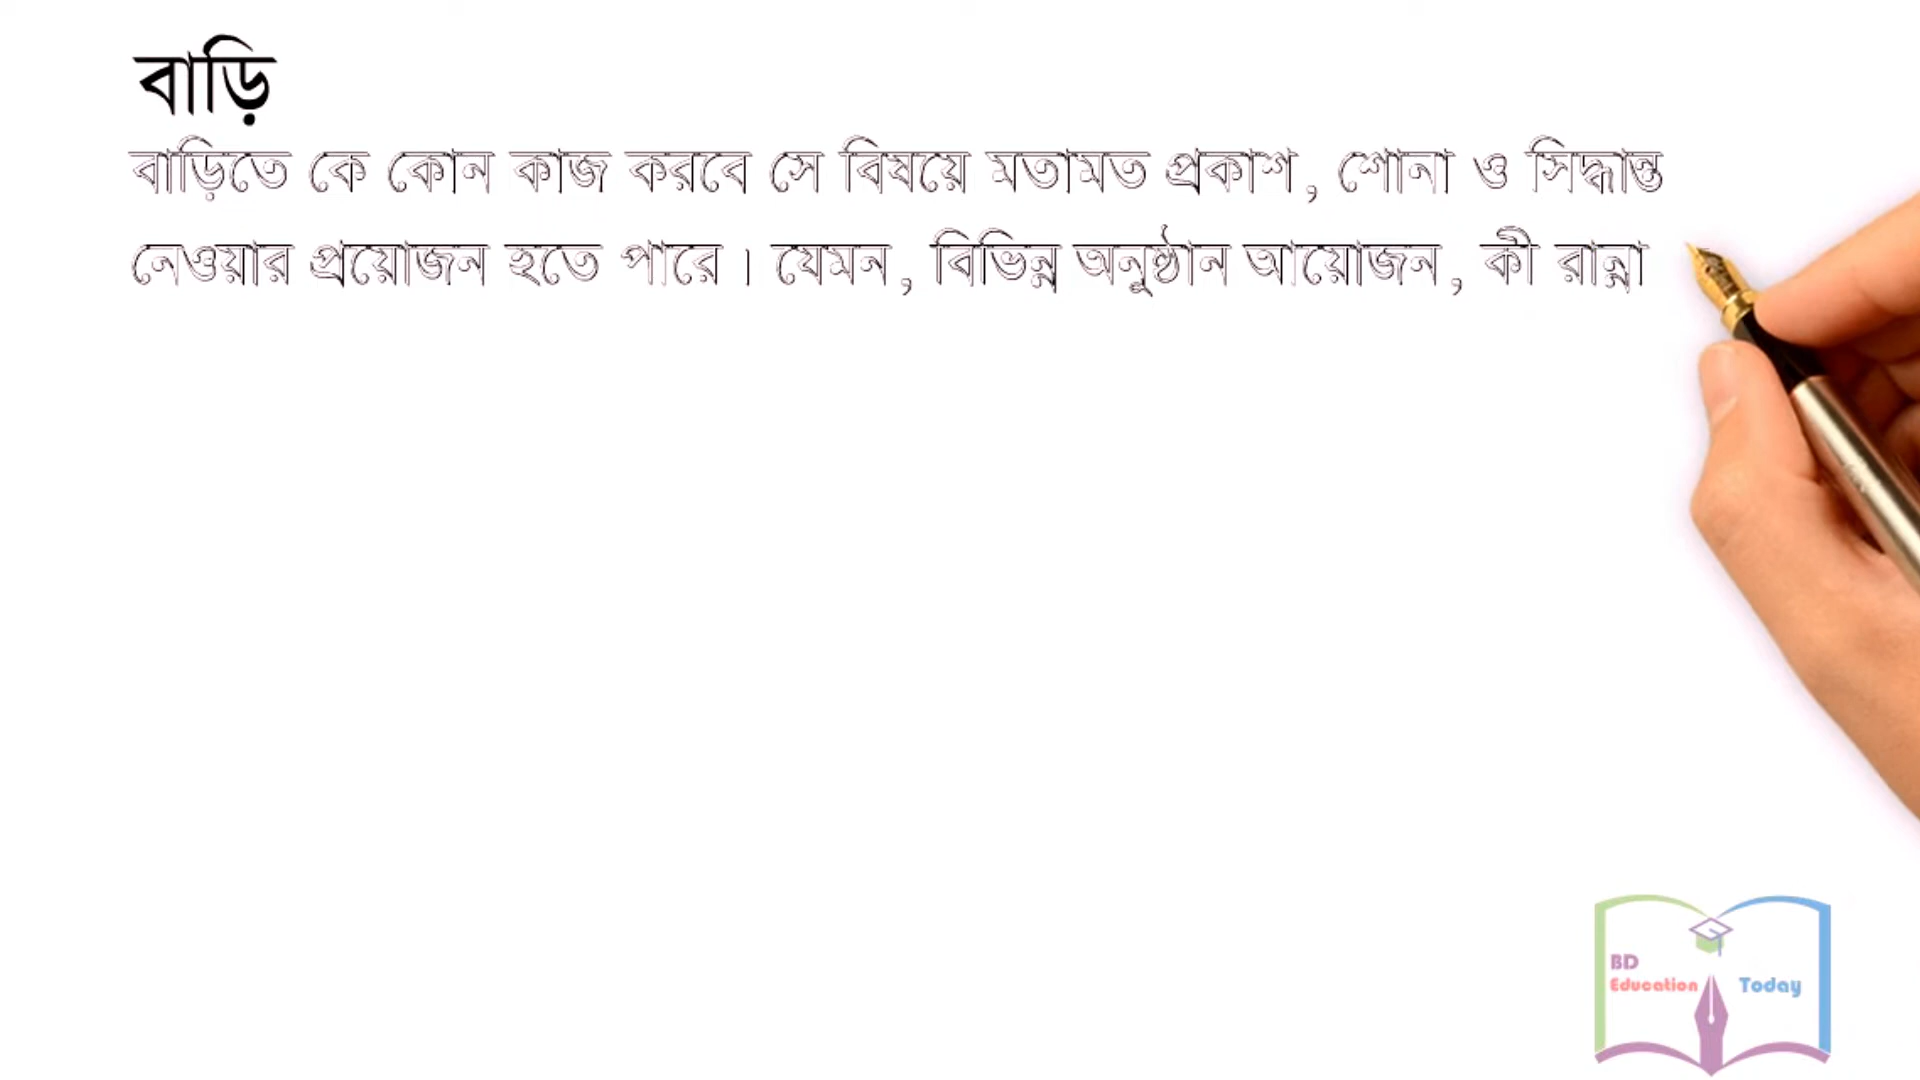 বাড়ি
বাড়িতে কে কোন কাজ করবে সে বিষয়ে মতামত প্রকাশ, শোনা ও সিদ্ধান্ত
নেওয়ার প্রয়োজন হতে পারে। যেমন, বিভিন্ন অনুষ্ঠান আয়োজন, কী রান্না
BD
Education Today